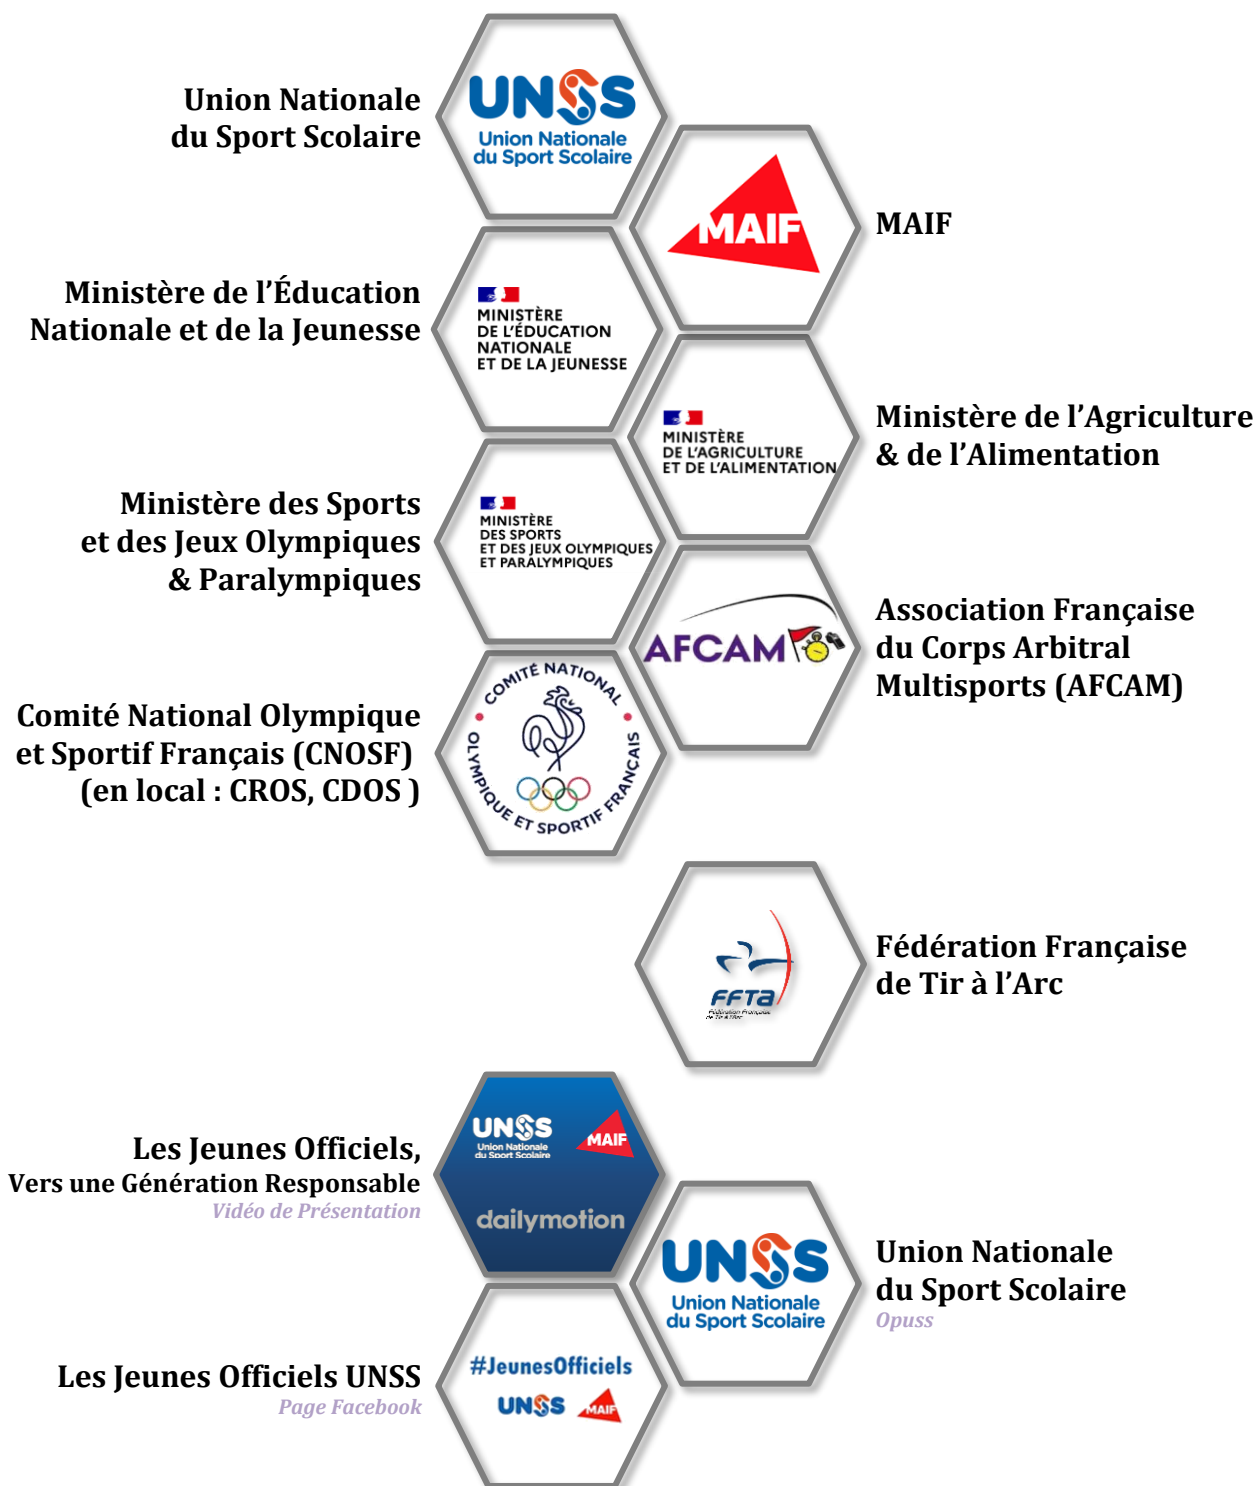 Union Nationale
du Sport Scolaire
UNSS
Union Nationale
du Sport Scolaire
MAIF
MAIF
Ministère de l’Éducation
Nationale et de la Jeunesse
MINISTÈRE
DE L’ÉDUCATION
NATIONALE
ET DE LA JEUNESSE
MINISTÈRE
DE L’AGRICULTURE
ET DE L’ALIMENTATION
Ministère de l’Agriculture
& de l’Alimentation
Ministère des Sports
et des Jeux Olympiques
& Paralympiques
MINISTÈRE
DES SPORTS
ET DES JEUX OLYMPIQUES
ET PARALYMPIQUES
AFCAM
Association Française
du Corps Arbitral
Multisports (AFCAM)
Comité National Olympique
et Sportif Français (CNOSF)
(en local : CROS, CDOS )
COMITÉ NATIONAL
OLYMPIQUE ET SPORTIF FRANÇAIS
FFTA
Fédération Française
de Tir à l'Arc
Fédération Française
de Tir à l’Arc
Les Jeunes Officiels,
Vers une Génération Responsable
Vidéo de Présentation
UNSS
Union Nationale
du Sport Scolaire
MAIF
dailymotion
UNSS
Union Nationale
du Sport Scolaire
Union Nationale
du Sport Scolaire
Opuss
Les Jeunes Officiels UNSS
Page Facebook
#JeunesOfficiels
UNSS MAIF